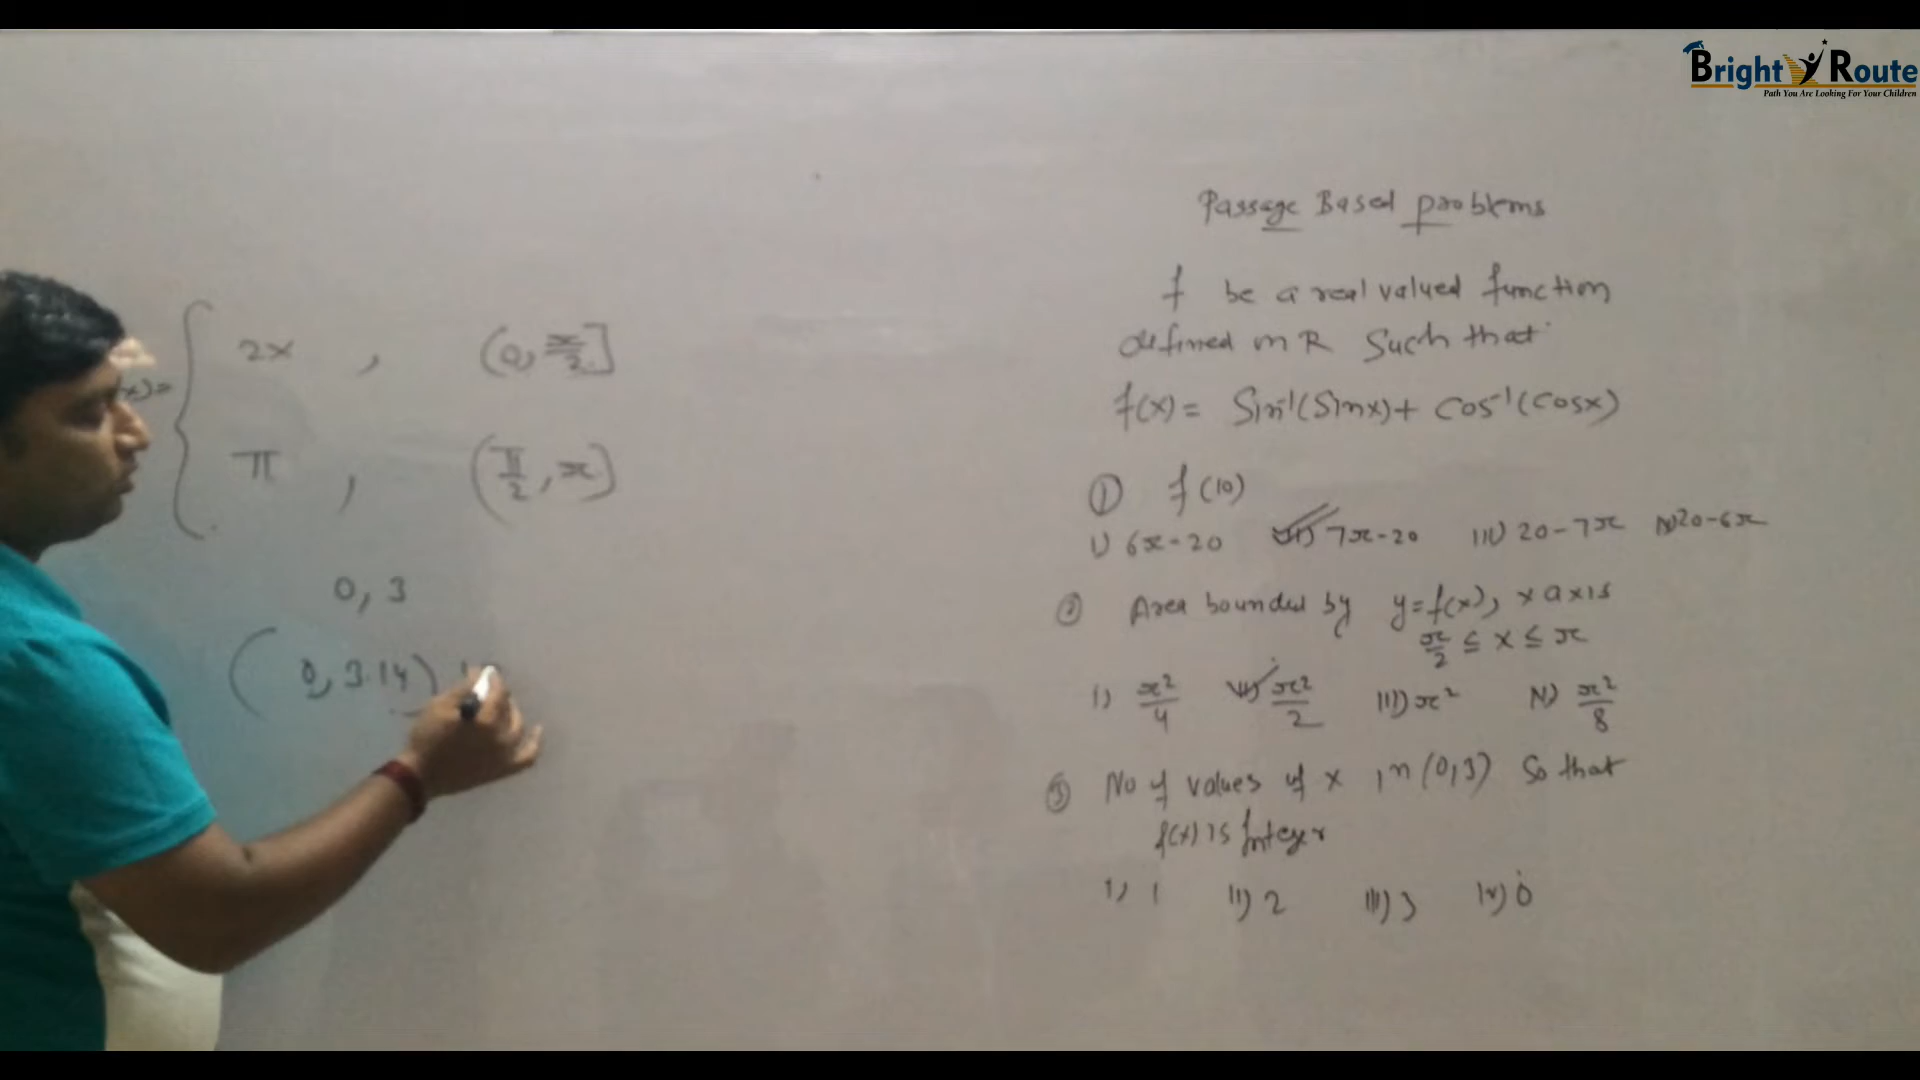 Bright Route
Path You Are Looking For Your Children
Passage Based problems
f be a real valued function
defined on R Such that
f(x) = Sin⁻¹(Sinx) + Cos⁻¹(Cosx)
① f(10)
i) 6π-20 ii) 7π-20 iii) 20-7π iv) 20-6π
② Area bounded by y=f(x), x axis
π/2 ≤ x ≤ π
i) π²/4 ii) π²/2 iii) π² iv) π²/8
③ No of values of x in (0,3) So that
f(x) is Integer
i) 1 ii) 2 iii) 3 iv) 0
x) = { 2x , (0, π/2]
π , (π/2, π]
0, 3
(0, 3.14)